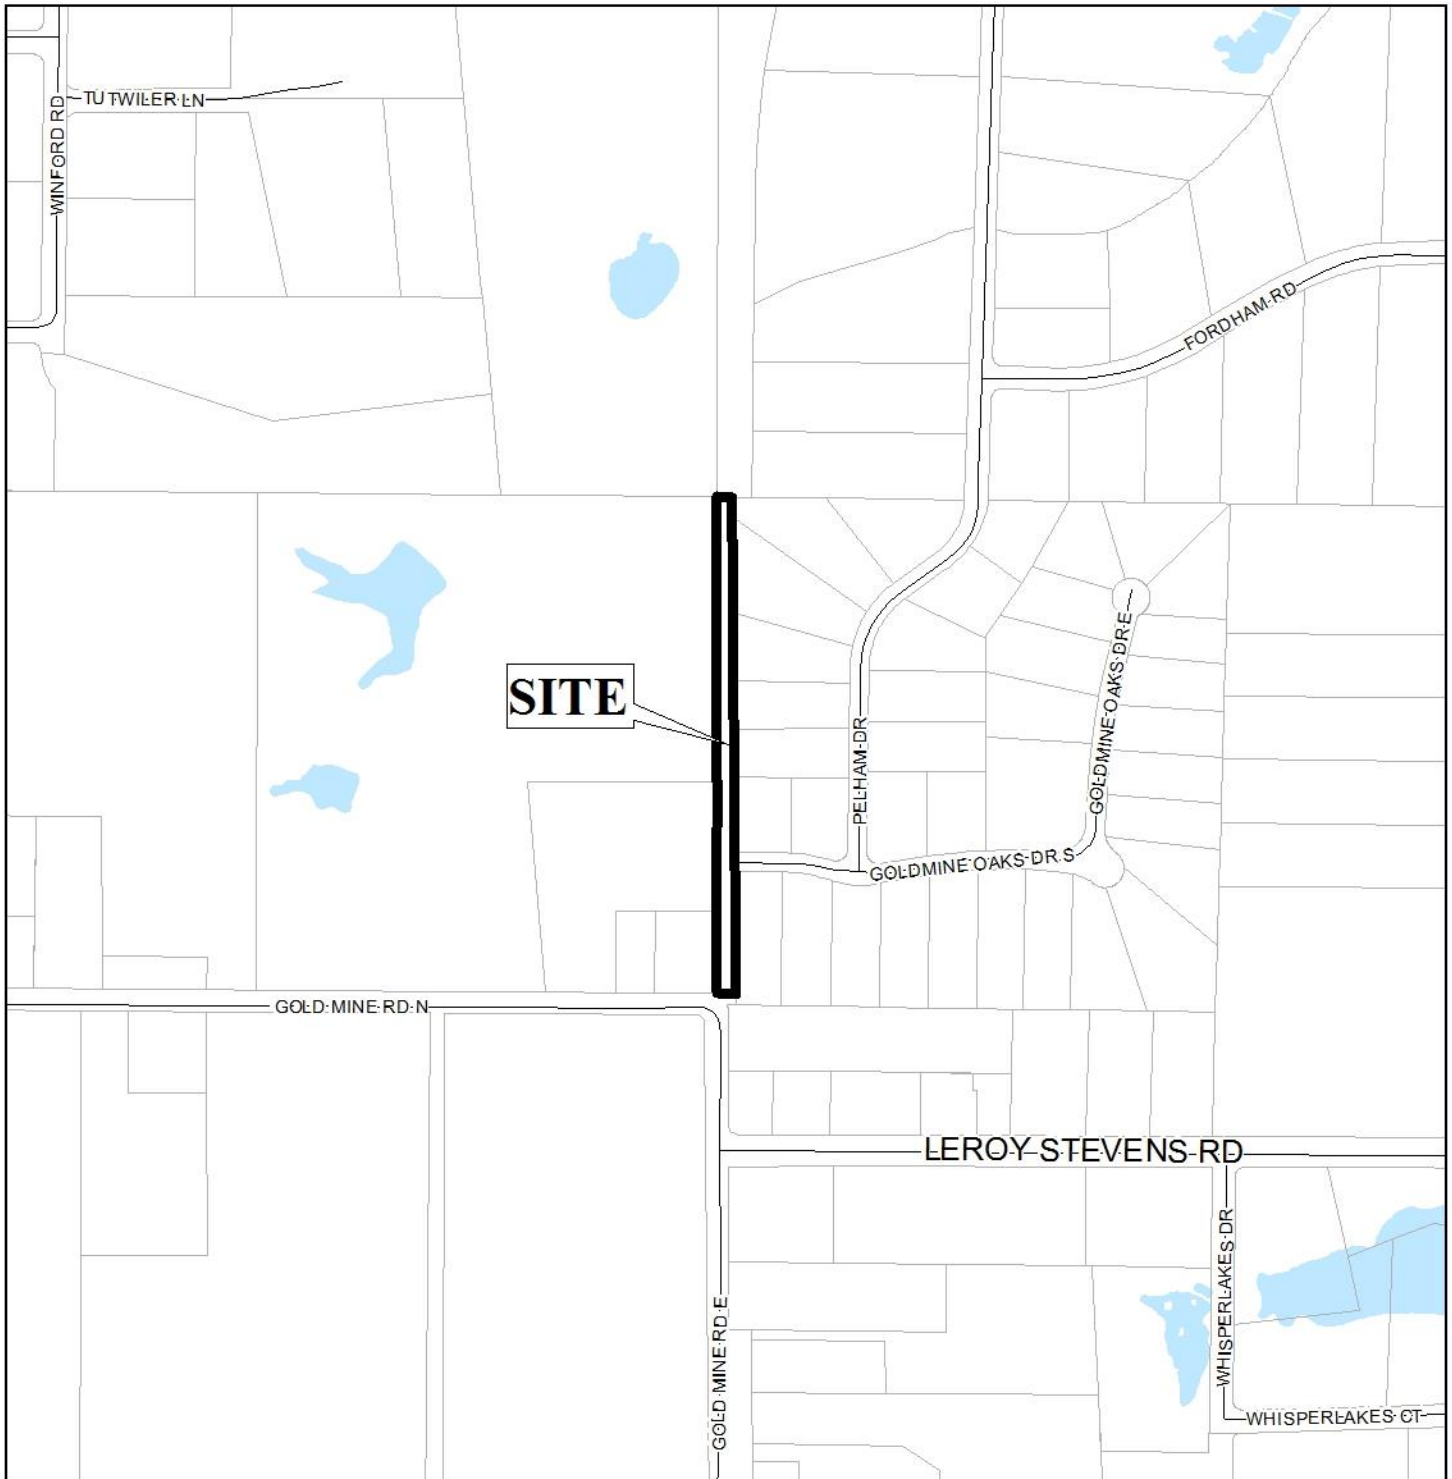 TUTWILER LN
WINFORD RD
FORDHAM RD
SITE
GOLDMINE OAKS DR E
PELHAM DR
GOLDMINE OAKS DR S
GOLD MINE RD N
LEROY STEVENS RD
WHISPERLAKES DR
GOLD MINE RD E
WHISPERLAKES CT